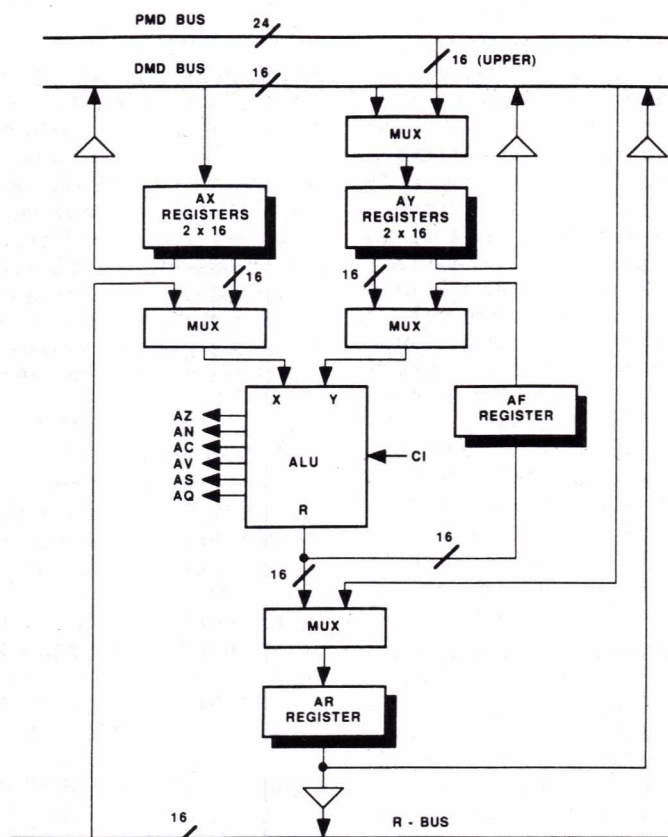 PMD BUS 24
16 (UPPER)
DMD BUS 16
MUX
AX
REGISTERS
2 x 16
AY
REGISTERS
2 x 16
16
16
MUX
MUX
X Y
AF
REGISTER
AZ
AN
AC
AV
AS
AQ
ALU
CI
R
16
16
MUX
AR
REGISTER
16
R - BUS